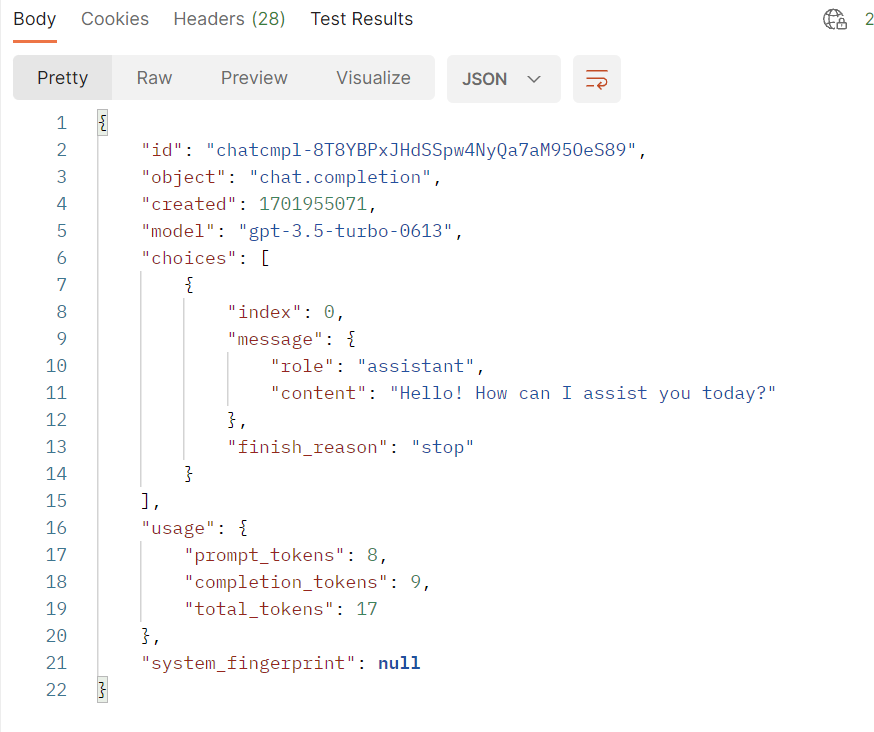 Body Cookies Headers (28) Test Results 2
Pretty Raw Preview Visualize JSON
1 {
2 "id": "chatcmpl-8T8YBPxJHdSSpw4NyQa7aM95OeS89",
3 "object": "chat.completion",
4 "created": 1701955071,
5 "model": "gpt-3.5-turbo-0613",
6 "choices": [
7 {
8 "index": 0,
9 "message": {
10 "role": "assistant",
11 "content": "Hello! How can I assist you today?"
12 },
13 "finish_reason": "stop"
14 }
15 ],
16 "usage": {
17 "prompt_tokens": 8,
18 "completion_tokens": 9,
19 "total_tokens": 17
20 },
21 "system_fingerprint": null
22 }